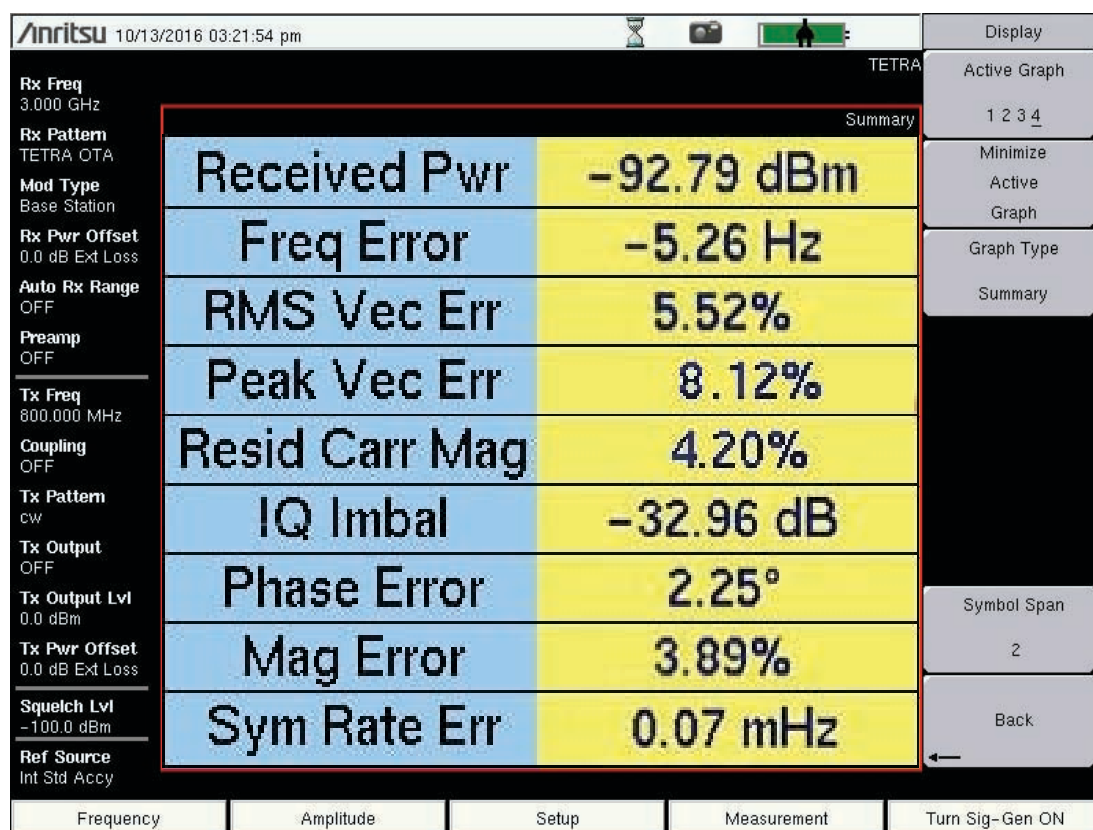 Anritsu 10/13/2016 03:21:54 pm
TETRA
Summary
Rx Freq
3.000 GHz
Rx Pattern
TETRA OTA
Mod Type
Base Station
Rx Pwr Offset
0.0 dB Ext Loss
Auto Rx Range
OFF
Preamp
OFF
Tx Freq
800.000 MHz
Coupling
OFF
Tx Pattern
cw
Tx Output
OFF
Tx Output Lvl
0.0 dBm
Tx Pwr Offset
0.0 dB Ext Loss
Squelch Lvl
-100.0 dBm
Ref Source
Int Std Accy
Received Pwr -92.79 dBm
Freq Error -5.26 Hz
RMS Vec Err 5.52%
Peak Vec Err 8.12%
Resid Carr Mag 4.20%
IQ Imbal -32.96 dB
Phase Error 2.25°
Mag Error 3.89%
Sym Rate Err 0.07 mHz
Display
Active Graph
1 2 3 4
Minimize
Active
Graph
Graph Type
Summary
Symbol Span
2
Back
Frequency Amplitude Setup Measurement Turn Sig-Gen ON